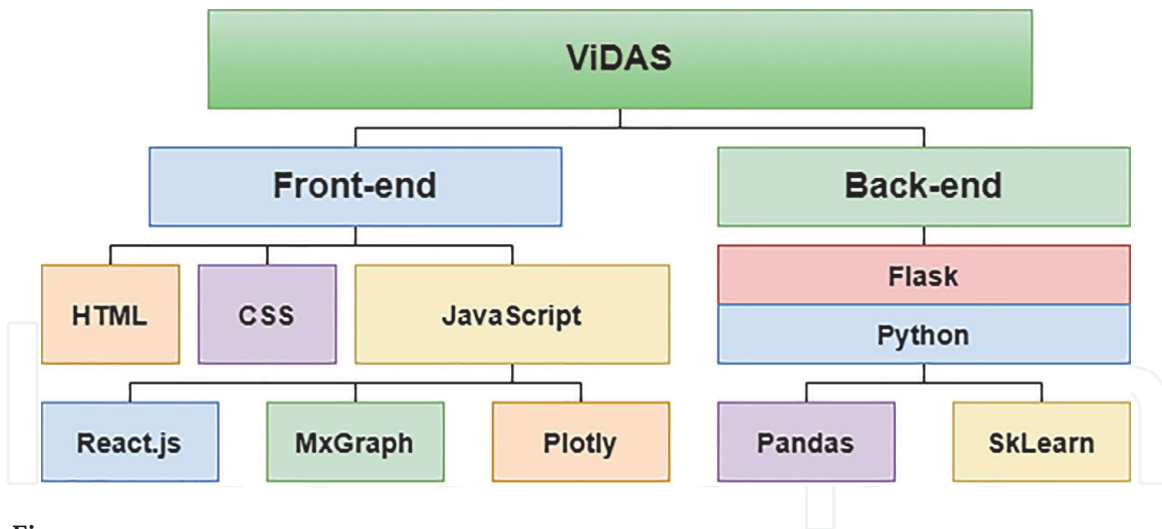 ViDAS
Front-end
Back-end
HTML
CSS
JavaScript
Flask
Python
React.js
MxGraph
Plotly
Pandas
SkLearn